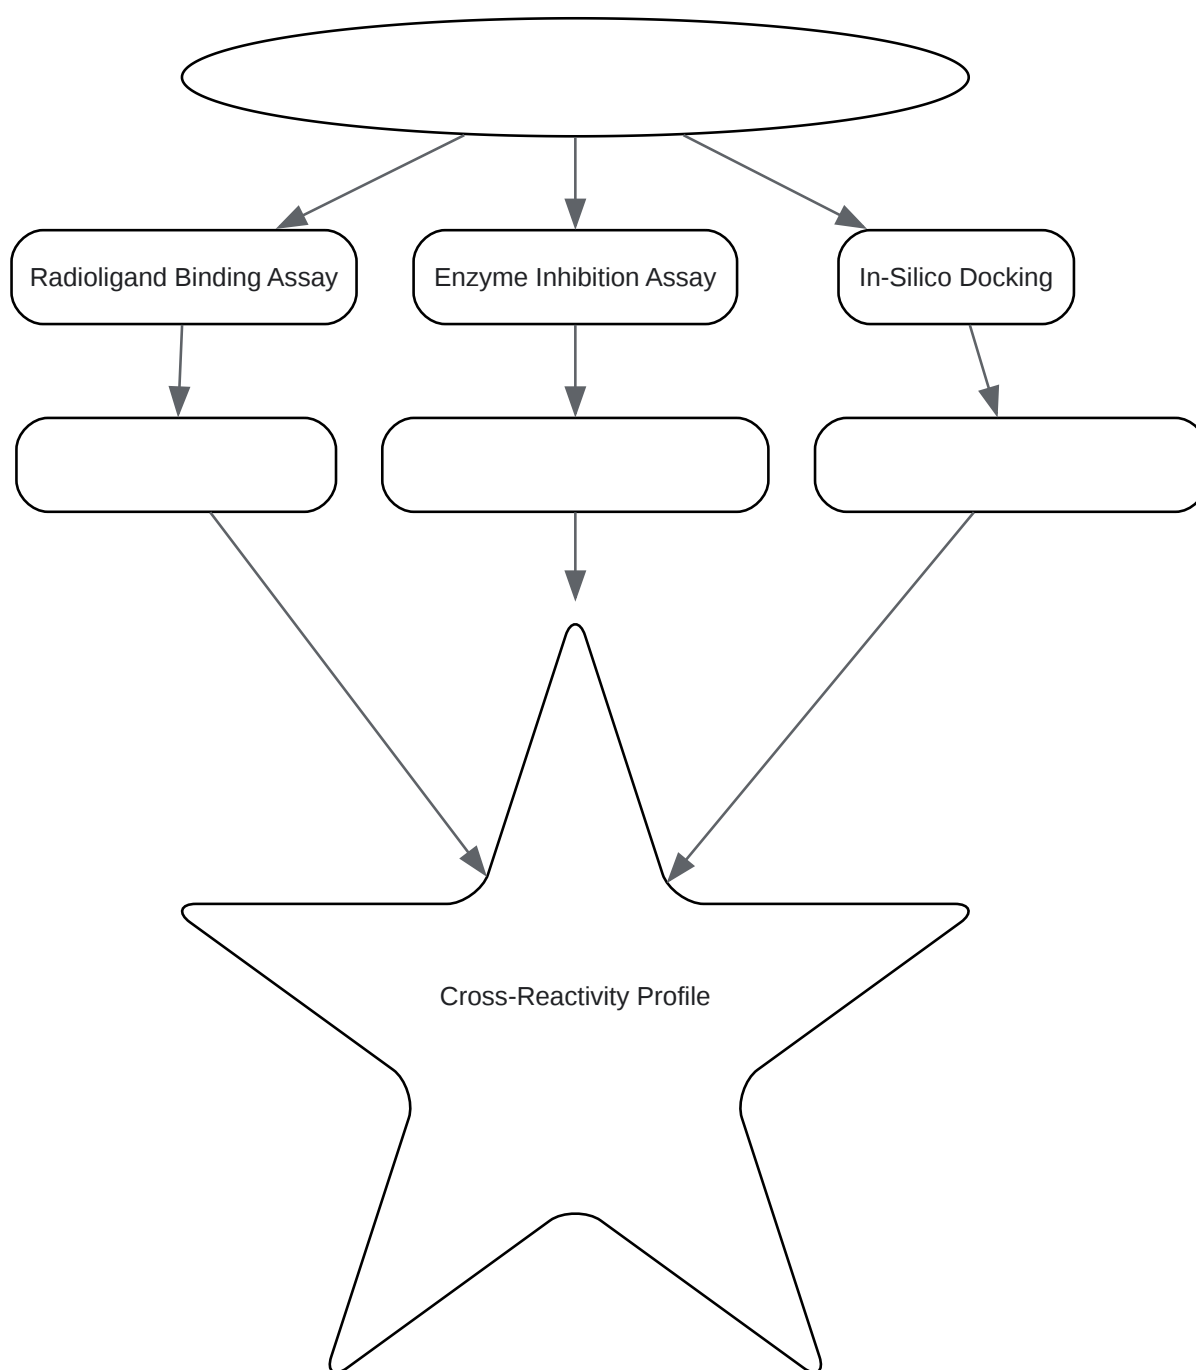 Radioligand Binding Assay
Enzyme Inhibition Assay
In-Silico Docking
Cross-Reactivity Profile